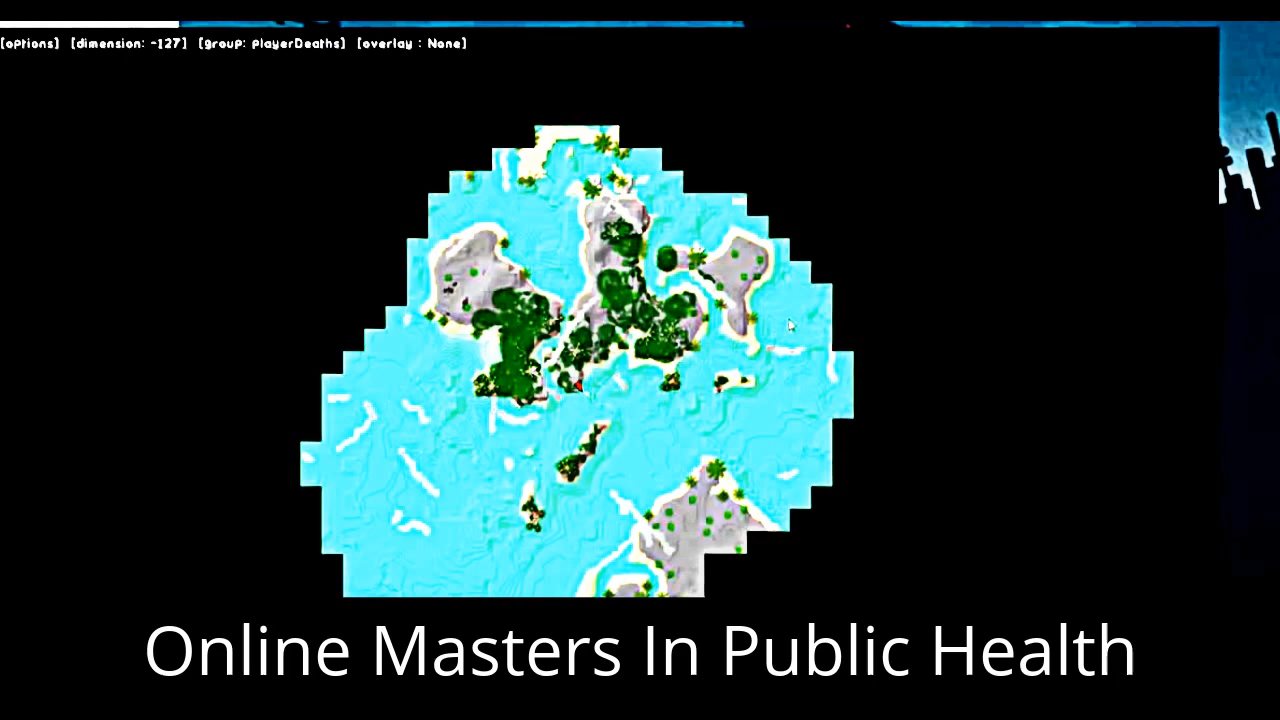 [options] [dimension: -127] [group: playerDeaths] [overlay : None]
Online Masters In Public Health